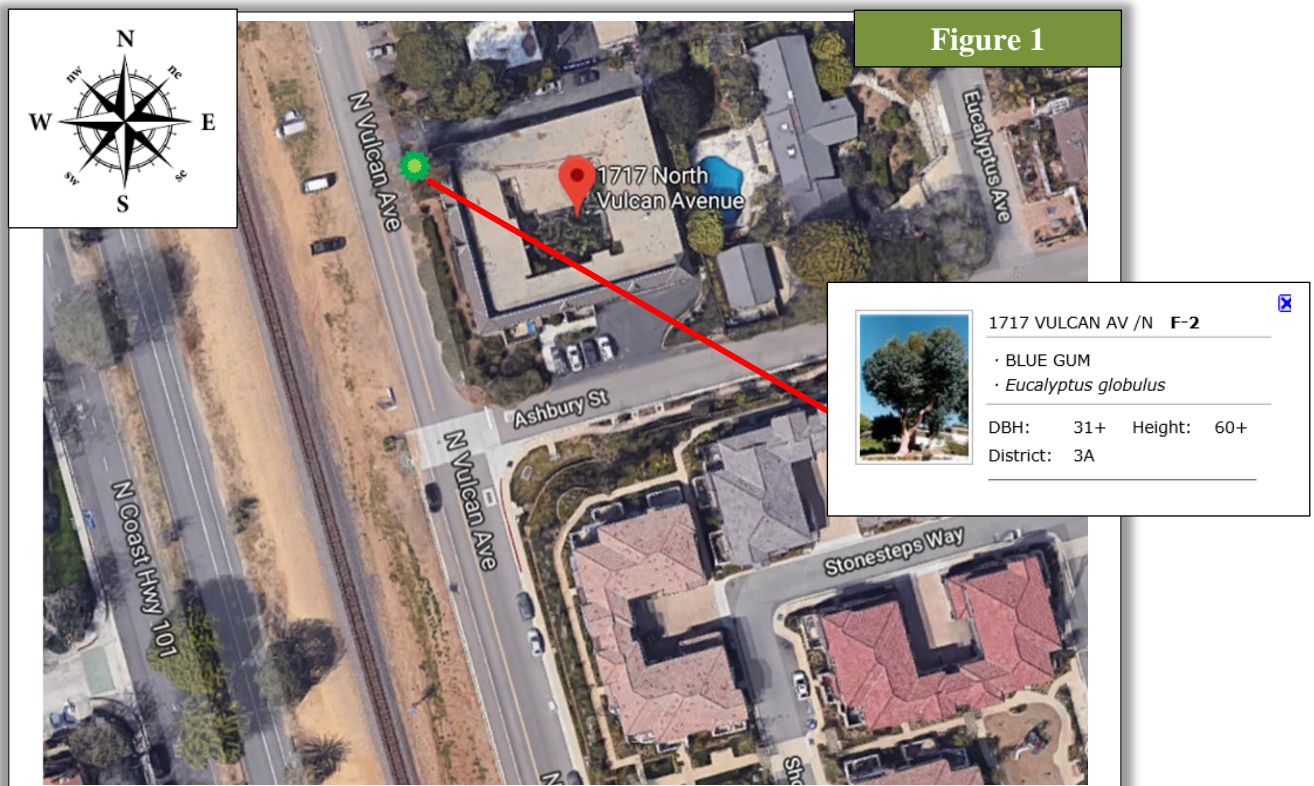 Figure 1
N
nw
ne
W
E
sw
se
S
N Vulcan Ave
Eucalyptus Ave
1717 North
Vulcan Avenue
1717 VULCAN AV /N F-2
· BLUE GUM
· Eucalyptus globulus
DBH: 31+ Height: 60+
District: 3A
Ashbury St
N Vulcan Ave
N Coast Hwy 101
Stonesteps Way
N
Sho